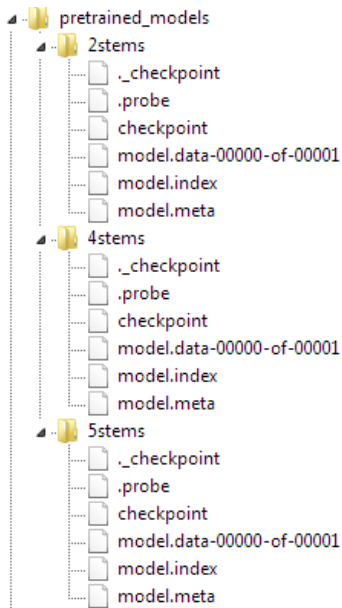 pretrained_models
2stems
._checkpoint
.probe
checkpoint
model.data-00000-of-00001
model.index
model.meta
4stems
._checkpoint
.probe
checkpoint
model.data-00000-of-00001
model.index
model.meta
5stems
._checkpoint
.probe
checkpoint
model.data-00000-of-00001
model.index
model.meta